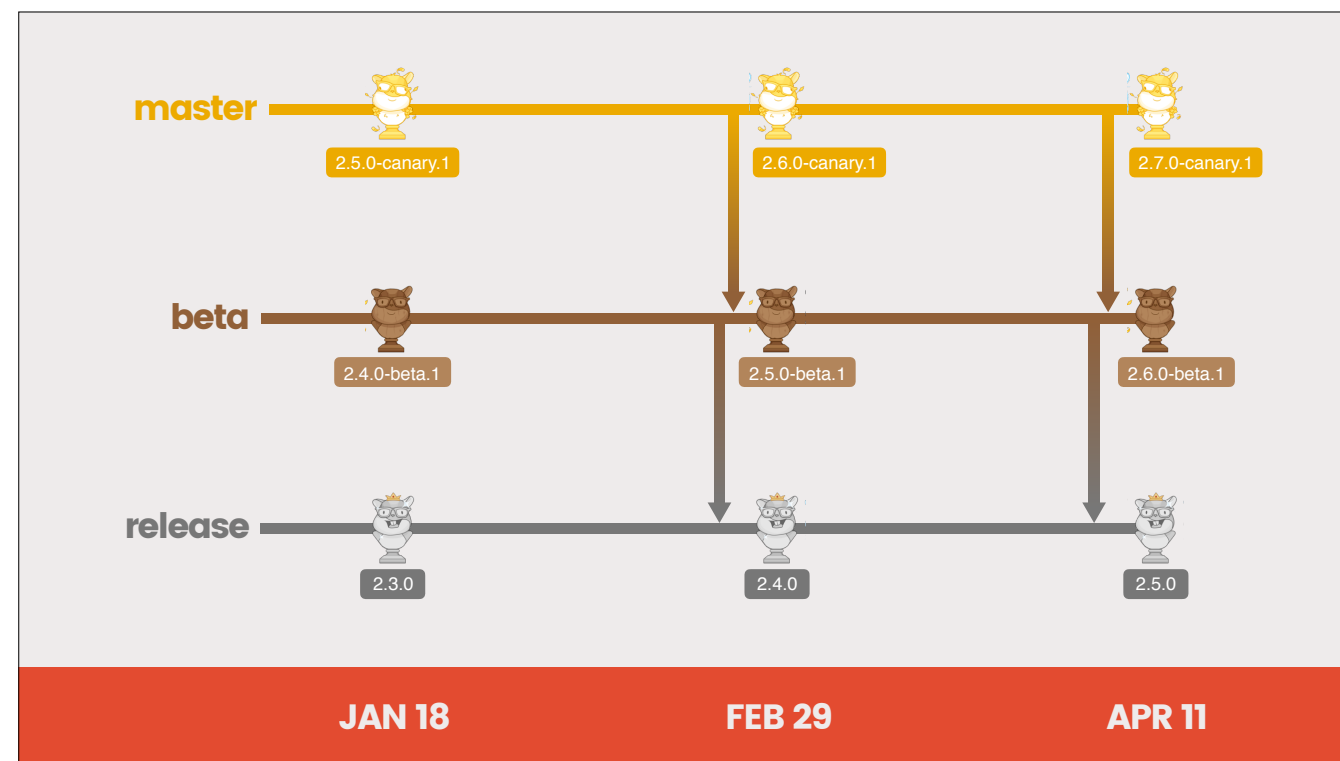 master
2.5.0-canary.1
2.6.0-canary.1
2.7.0-canary.1
beta
2.4.0-beta.1
2.5.0-beta.1
2.6.0-beta.1
release
2.3.0
2.4.0
2.5.0
JAN 18
FEB 29
APR 11